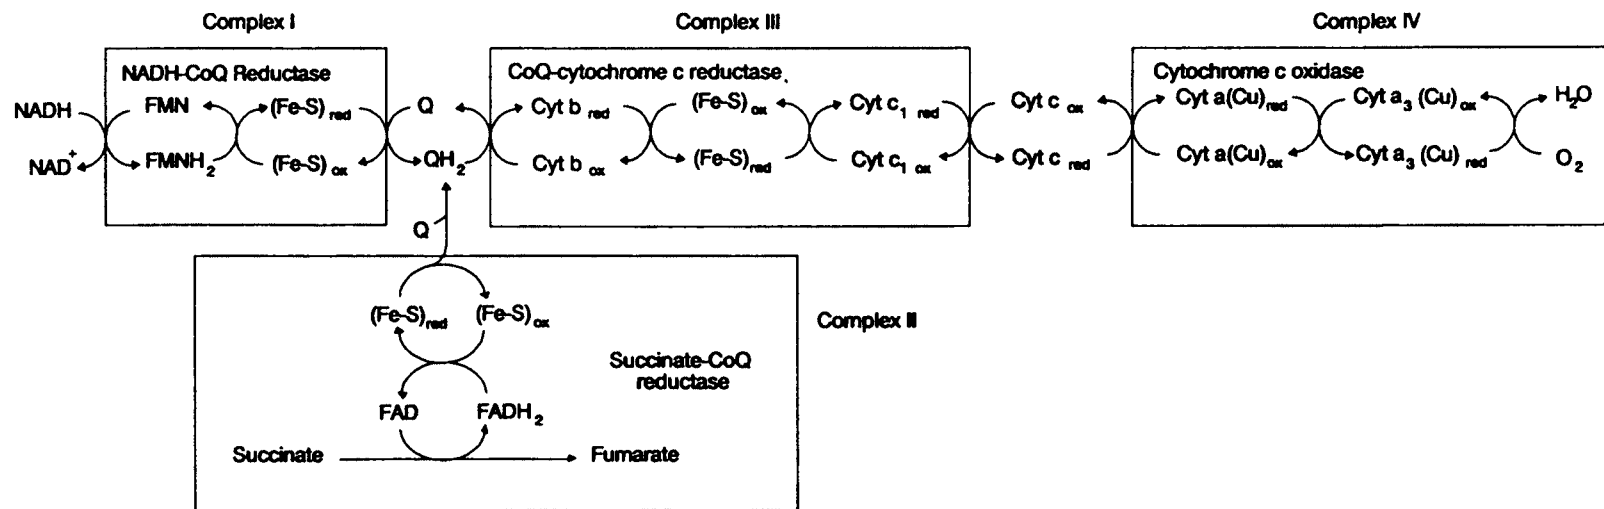 Complex I
Complex III
Complex IV
NADH-CoQ Reductase
CoQ-cytochrome c reductase
Cytochrome c oxidase
NADH
FMN
(Fe-S) red
Q
Cyt b red
(Fe-S) ox
Cyt c1 red
Cyt c ox
Cyt a(Cu) red
Cyt a3 (Cu) ox
H2O
NAD+
FMNH2
(Fe-S) ox
QH2
Cyt b ox
(Fe-S) red
Cyt c1 ox
Cyt c red
Cyt a(Cu) ox
Cyt a3 (Cu) red
O2
Q
(Fe-S) red
(Fe-S) ox
Complex II
Succinate-CoQ
reductase
FAD
FADH2
Succinate
Fumarate